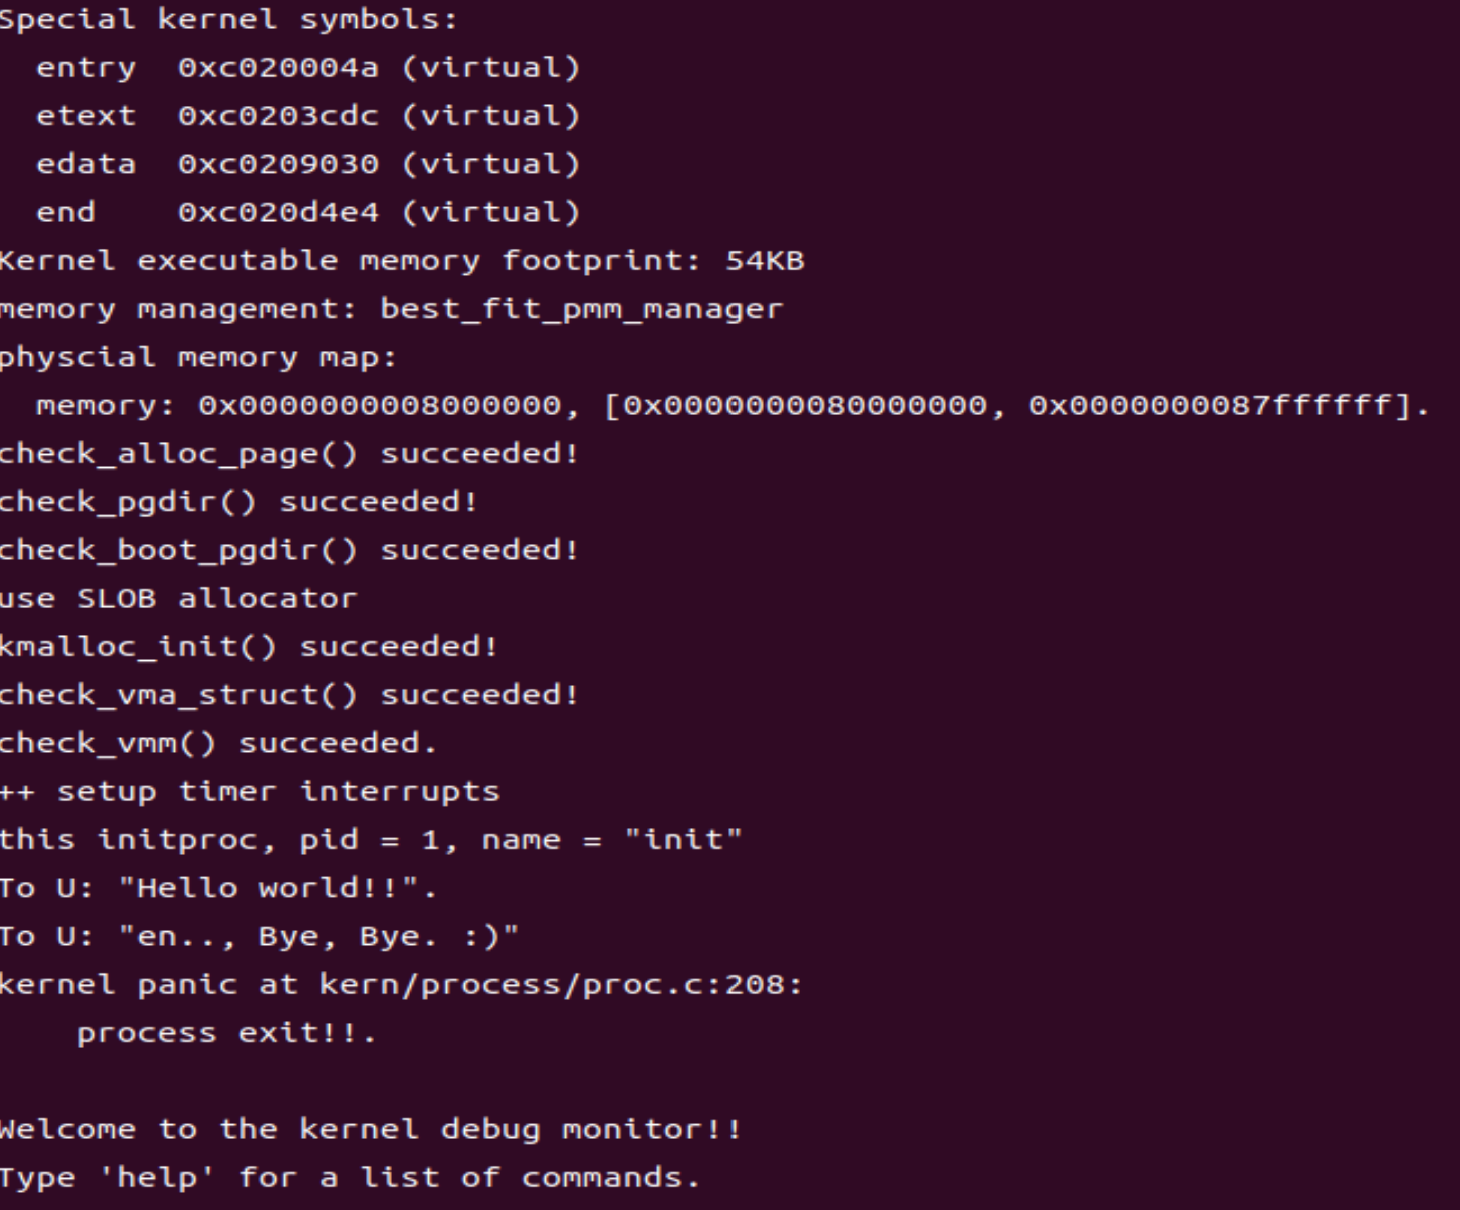 Special kernel symbols:
  entry  0xc020004a (virtual)
  etext  0xc0203cdc (virtual)
  edata  0xc0209030 (virtual)
  end    0xc020d4e4 (virtual)
Kernel executable memory footprint: 54KB
memory management: best_fit_pmm_manager
physcial memory map:
  memory: 0x0000000008000000, [0x0000000080000000, 0x0000000087ffffff].
check_alloc_page() succeeded!
check_pgdir() succeeded!
check_boot_pgdir() succeeded!
use SLOB allocator
kmalloc_init() succeeded!
check_vma_struct() succeeded!
check_vmm() succeeded.
++ setup timer interrupts
this initproc, pid = 1, name = "init"
To U: "Hello world!!".
To U: "en.., Bye, Bye. :)"
kernel panic at kern/process/proc.c:208:
    process exit!!.
Welcome to the kernel debug monitor!!
Type 'help' for a list of commands.